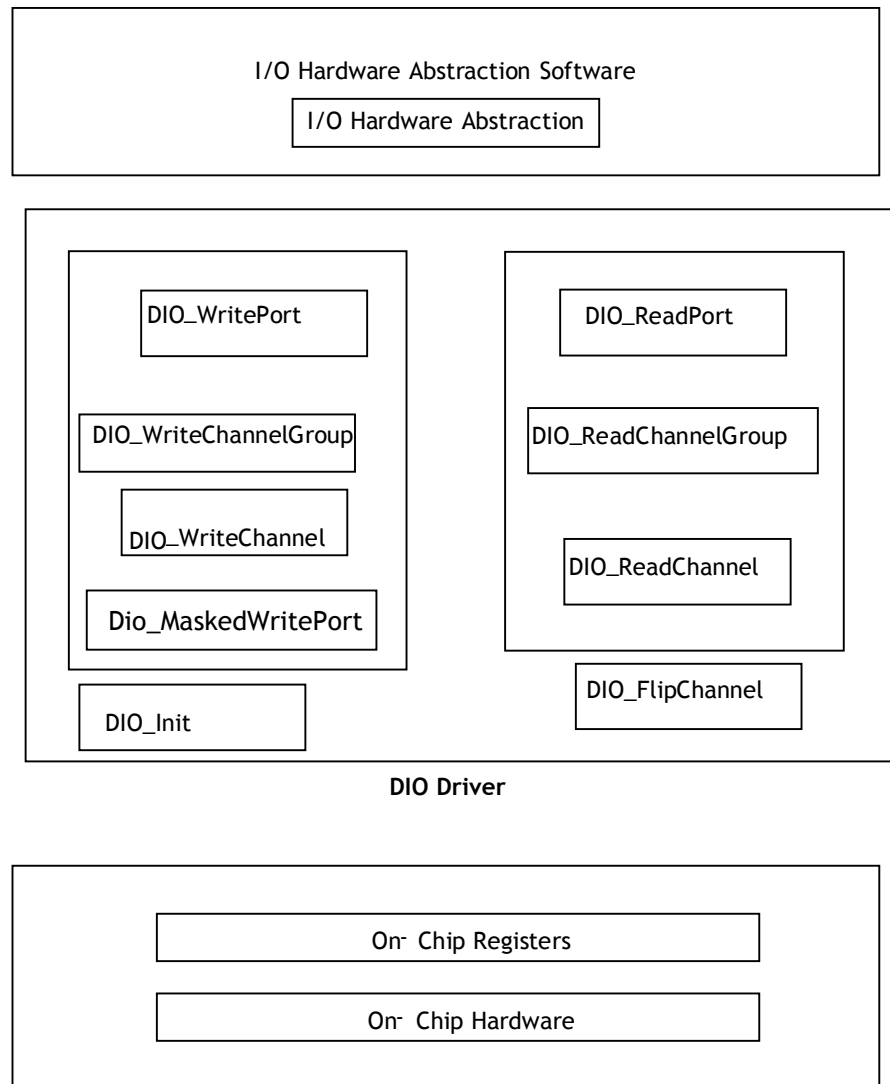 I/O Hardware Abstraction Software
I/O Hardware Abstraction
DIO_WritePort
DIO_WriteChannelGroup
DIO_WriteChannel
Dio_MaskedWritePort
DIO_Init
DIO_ReadPort
DIO_ReadChannelGroup
DIO_ReadChannel
DIO_FlipChannel
DIO Driver
On- Chip Registers
On- Chip Hardware